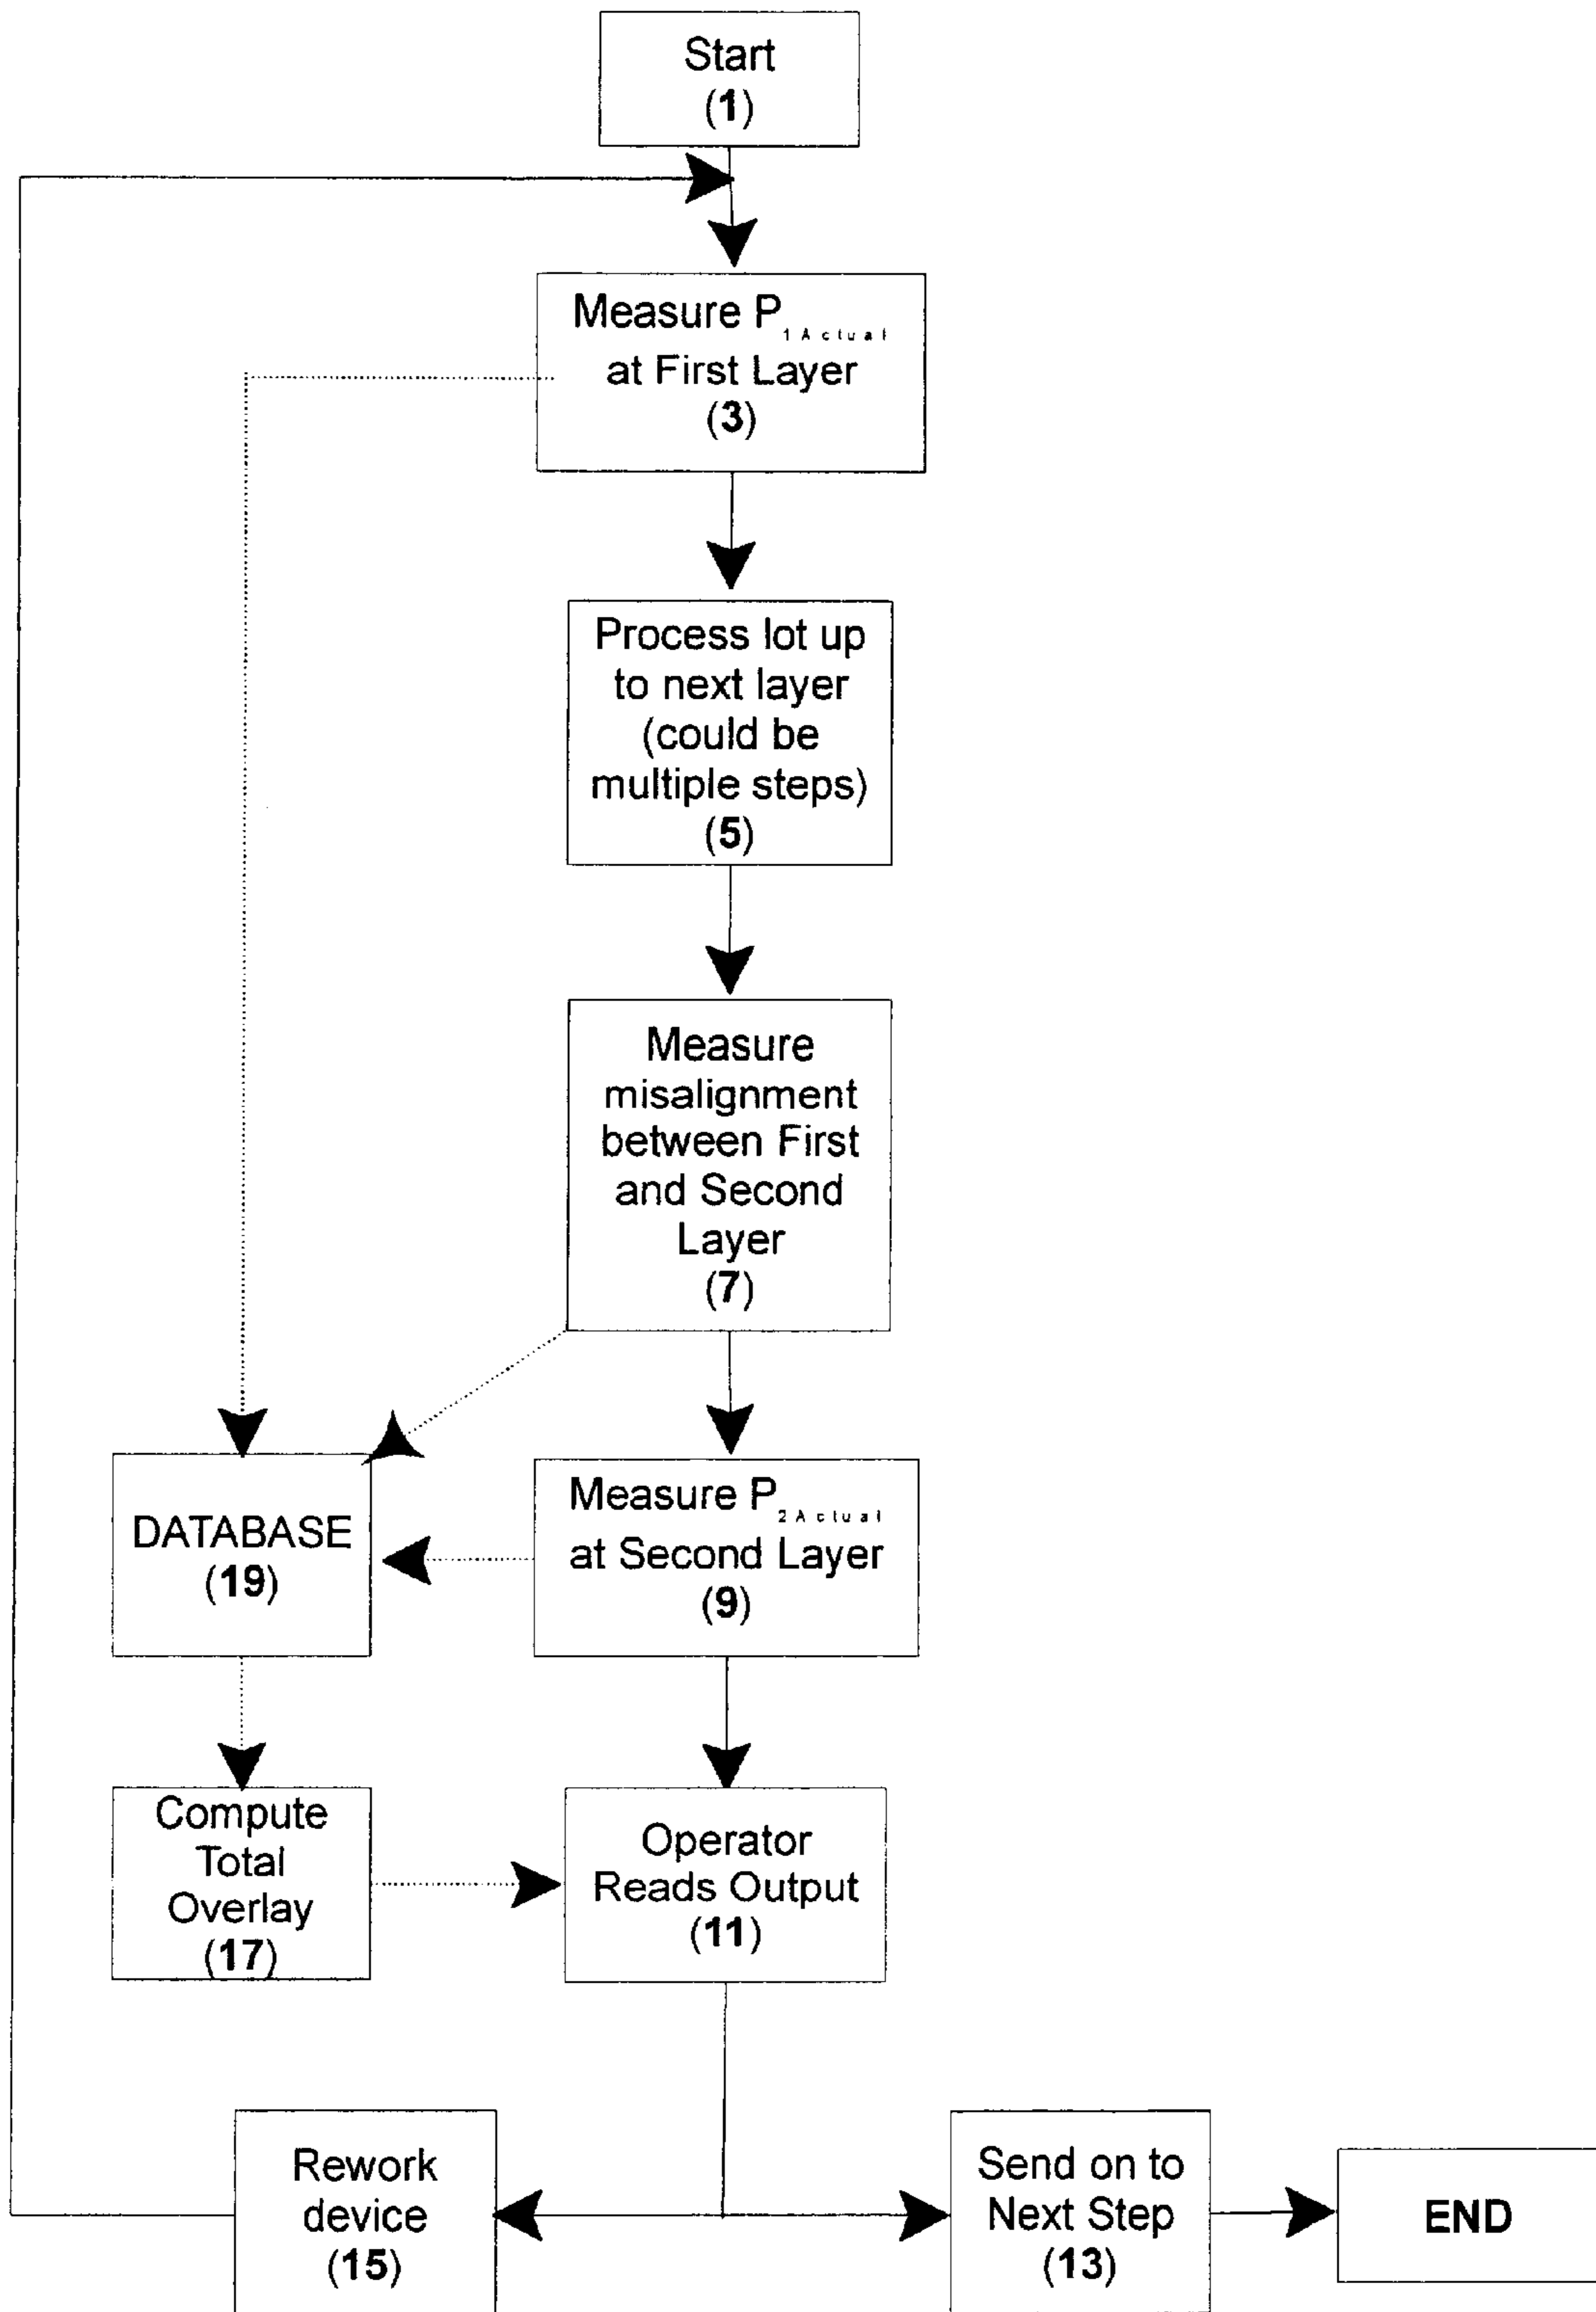 Start
(1)
Measure P1Actual
at First Layer
(3)
Process lot up
to next layer
(could be
multiple steps)
(5)
Measure
misalignment
between First
and Second
Layer
(7)
DATABASE
(19)
Measure P2Actual
at Second Layer
(9)
Compute
Total
Overlay
(17)
Operator
Reads Output
(11)
Rework
device
(15)
Send on to
Next Step
(13)
END